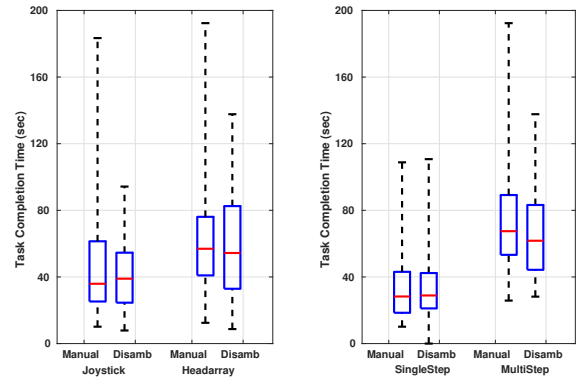 200
160
120
80
40
0
Task Completion Time (sec)
Manual Disamb Manual Disamb
Joystick Headarray
200
160
120
80
40
0
Task Completion Time (sec)
Manual Disamb Manual Disamb
SingleStep MultiStep